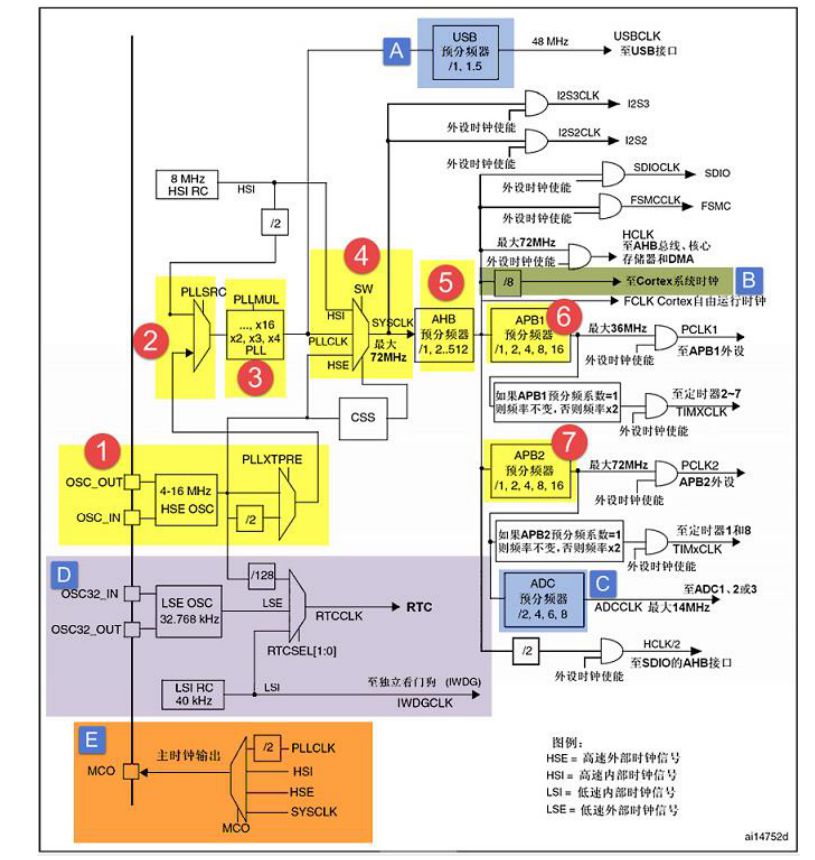 A
USB
预分频器
/1, 1.5
48 MHz
USBCLK
至USB接口
I2S3CLK
I2S3
外设时钟使能
I2S2CLK
I2S2
外设时钟使能
8 MHz
HSI RC
HSI
/2
SDIOCLK
SDIO
外设时钟使能
FSMCCLK
FSMC
外设时钟使能
最大72MHz
外设时钟使能
HCLK
至AHB总线、核心
存储器和DMA
/8
至Cortex系统时钟
B
FCLK Cortex自由运行时钟
4
SW
HSI
PLLCLK
HSE
SYSCLK
最大
72MHz
2
PLLSRC
PLLMUL
..., x16
x2, x3, x4
PLL
3
5
AHB
预分频器
/1, 2..512
CSS
6
APB1
预分频器
/1, 2, 4, 8, 16
最大36MHz
PCLK1
至APB1外设
外设时钟使能
如果APB1预分频系数=1
则频率不变，否则频率x2
至定时器2~7
TIMXCLK
外设时钟使能
7
APB2
预分频器
/1, 2, 4, 8, 16
最大72MHz
PCLK2
APB2外设
外设时钟使能
如果APB2预分频系数=1
则频率不变，否则频率x2
至定时器1和8
TIMxCLK
外设时钟使能
ADC
预分频器
/2, 4, 6, 8
C
至ADC1、2或3
ADCCLK 最大14MHz
/2
HCLK/2
至SDIO的AHB接口
外设时钟使能
1
OSC_OUT
OSC_IN
4-16 MHz
HSE OSC
PLLXTPRE
/2
D
OSC32_IN
OSC32_OUT
LSE OSC
32.768 kHz
/128
LSE
RTCCLK
RTC
RTCSEL[1:0]
LSI RC
40 kHz
LSI
至独立看门狗 (IWDG)
IWDGCLK
E
MCO
主时钟输出
/2
PLLCLK
HSI
HSE
SYSCLK
MCO
图例：
HSE = 高速外部时钟信号
HSI = 高速内部时钟信号
LSI = 低速内部时钟信号
LSE = 低速外部时钟信号
ai14752d